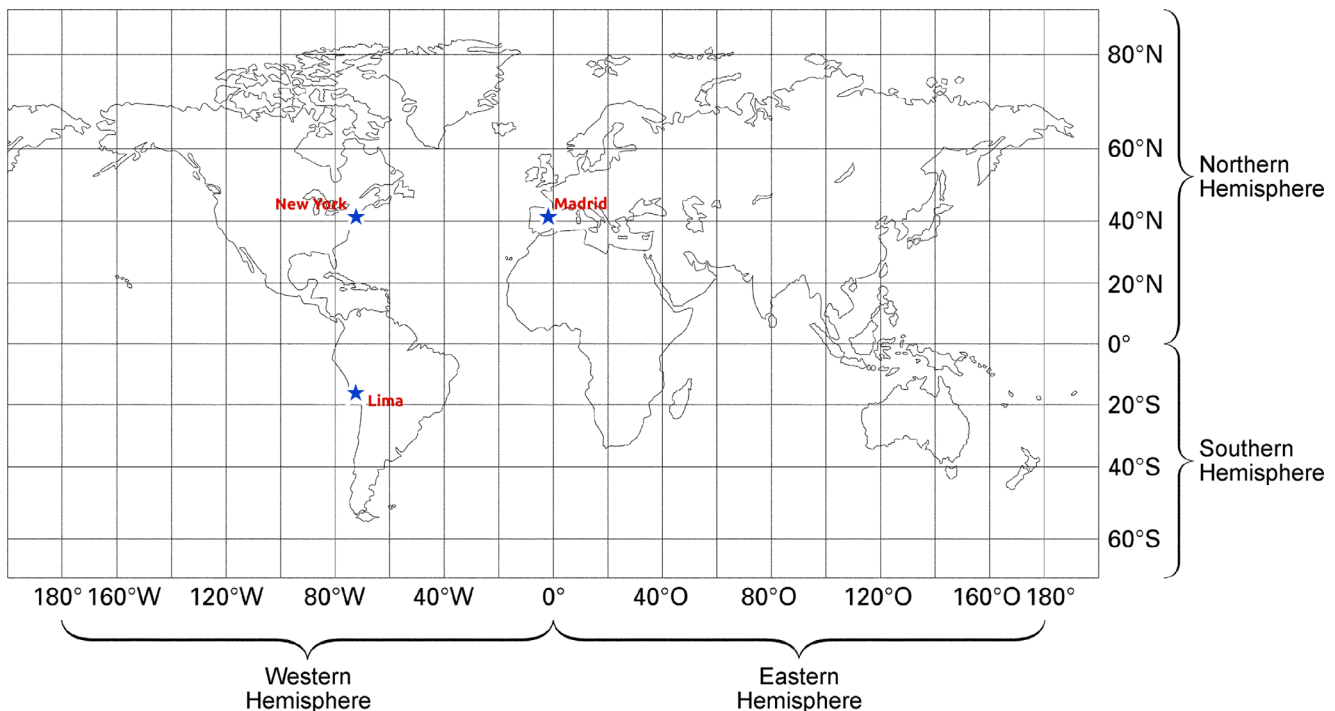 80°N
60°N
Northern
Hemisphere
New York
Madrid
40°N
20°N
0°
Lima
20°S
Southern
Hemisphere
40°S
60°S
180° 160°W 120°W 80°W 40°W 0° 40°O 80°O 120°O 160°O 180°
Western
Hemisphere
Eastern
Hemisphere